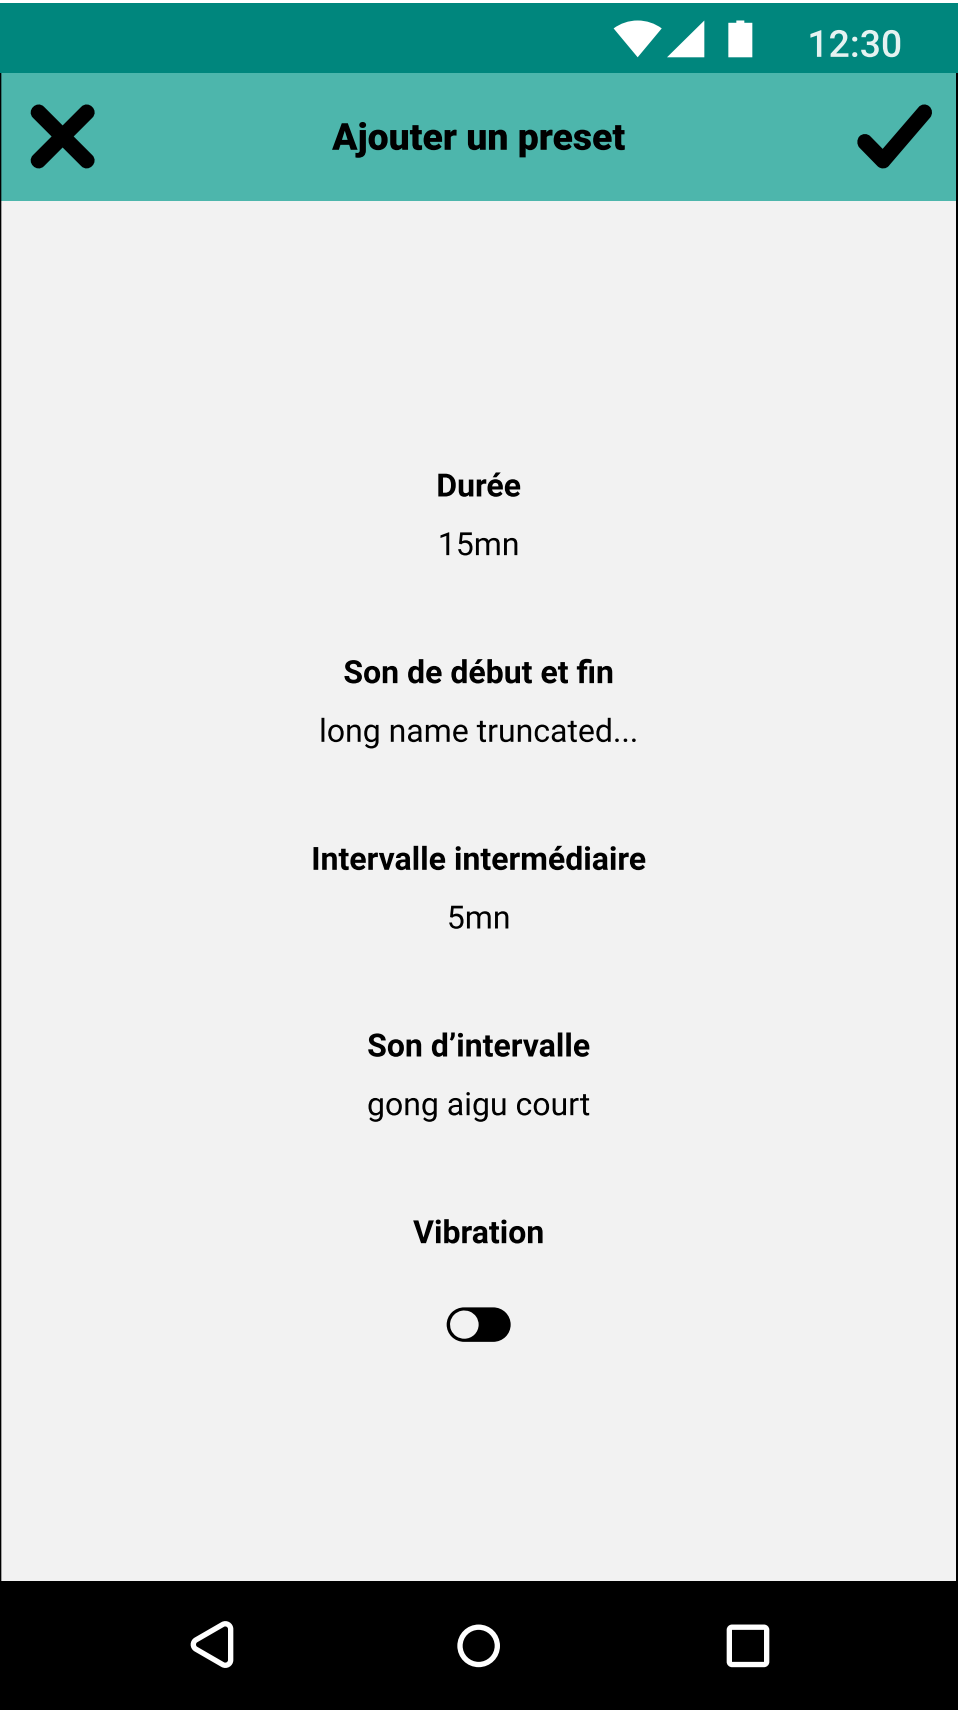 12:30
Ajouter un preset
Durée
15mn
Son de début et fin
long name truncated...
Intervalle intermédiaire
5mn
Son d’intervalle
gong aigu court
Vibration